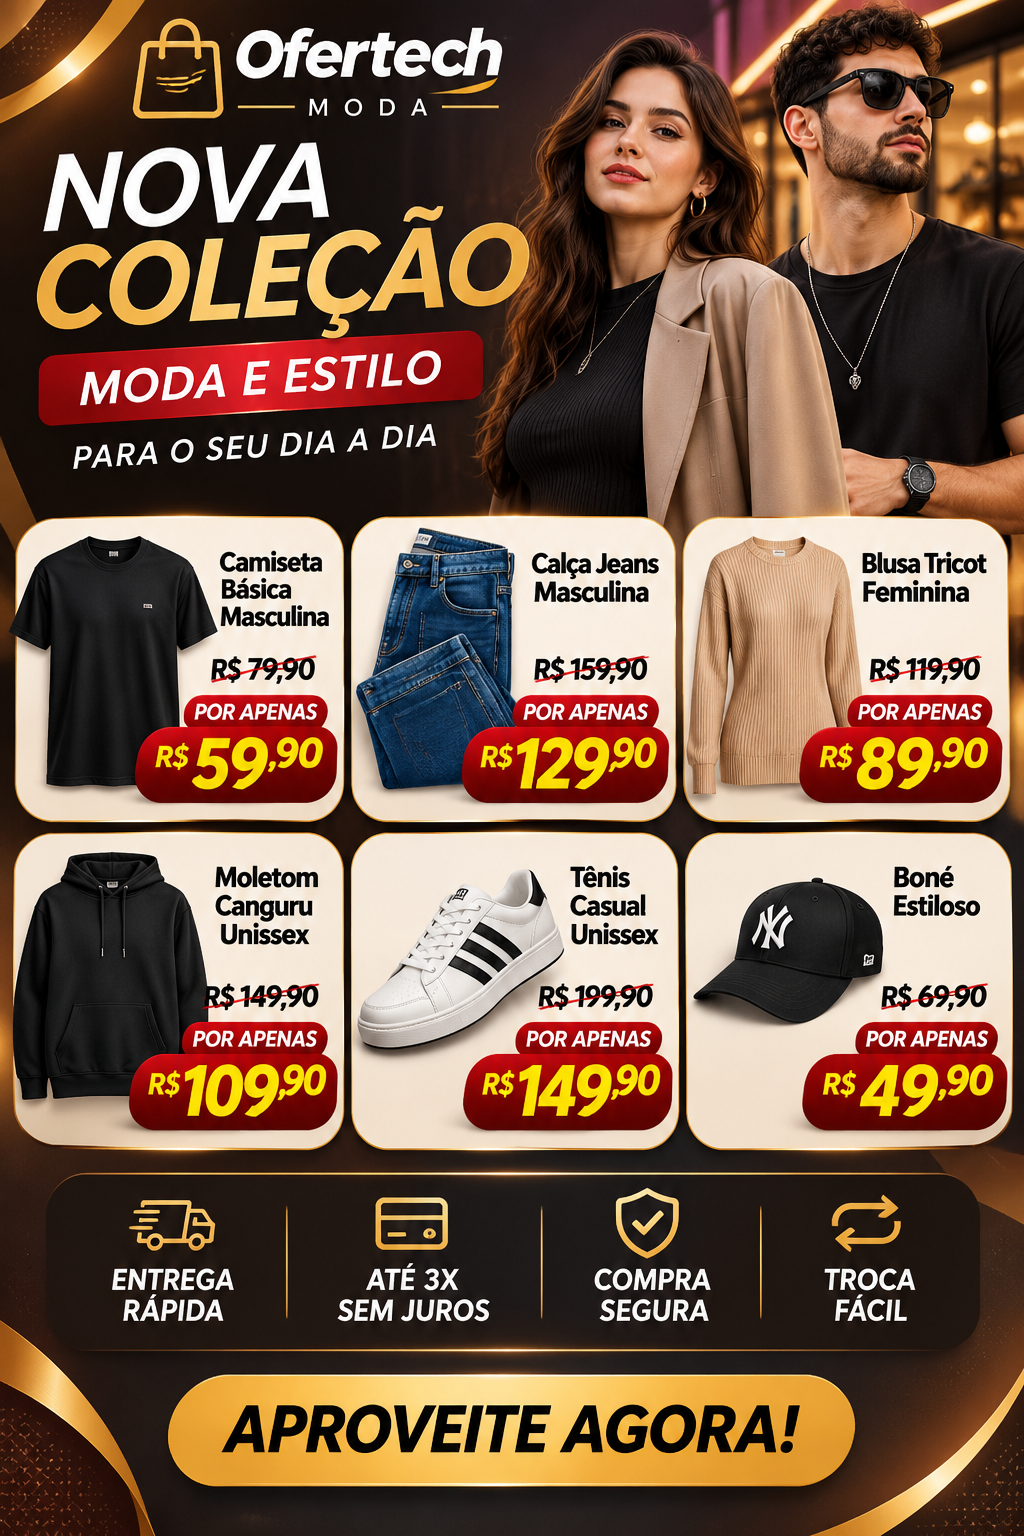 Ofertech
MODA
NOVA
COLEÇÃO
MODA E ESTILO
PARA O SEU DIA A DIA
Camiseta
Básica
Masculina
R$ 79,90
POR APENAS
R$ 59,90
Calça Jeans
Masculina
R$ 159,90
POR APENAS
R$ 129,90
Blusa Tricot
Feminina
R$ 119,90
POR APENAS
R$ 89,90
Moletom
Canguru
Unissex
R$ 149,90
POR APENAS
R$ 109,90
Tênis
Casual
Unissex
R$ 199,90
POR APENAS
R$ 149,90
NY
Boné
Estiloso
R$ 69,90
POR APENAS
R$ 49,90
ENTREGA
RÁPIDA
ATÉ 3X
SEM JUROS
COMPRA
SEGURA
TROCA
FÁCIL
APROVEITE AGORA!